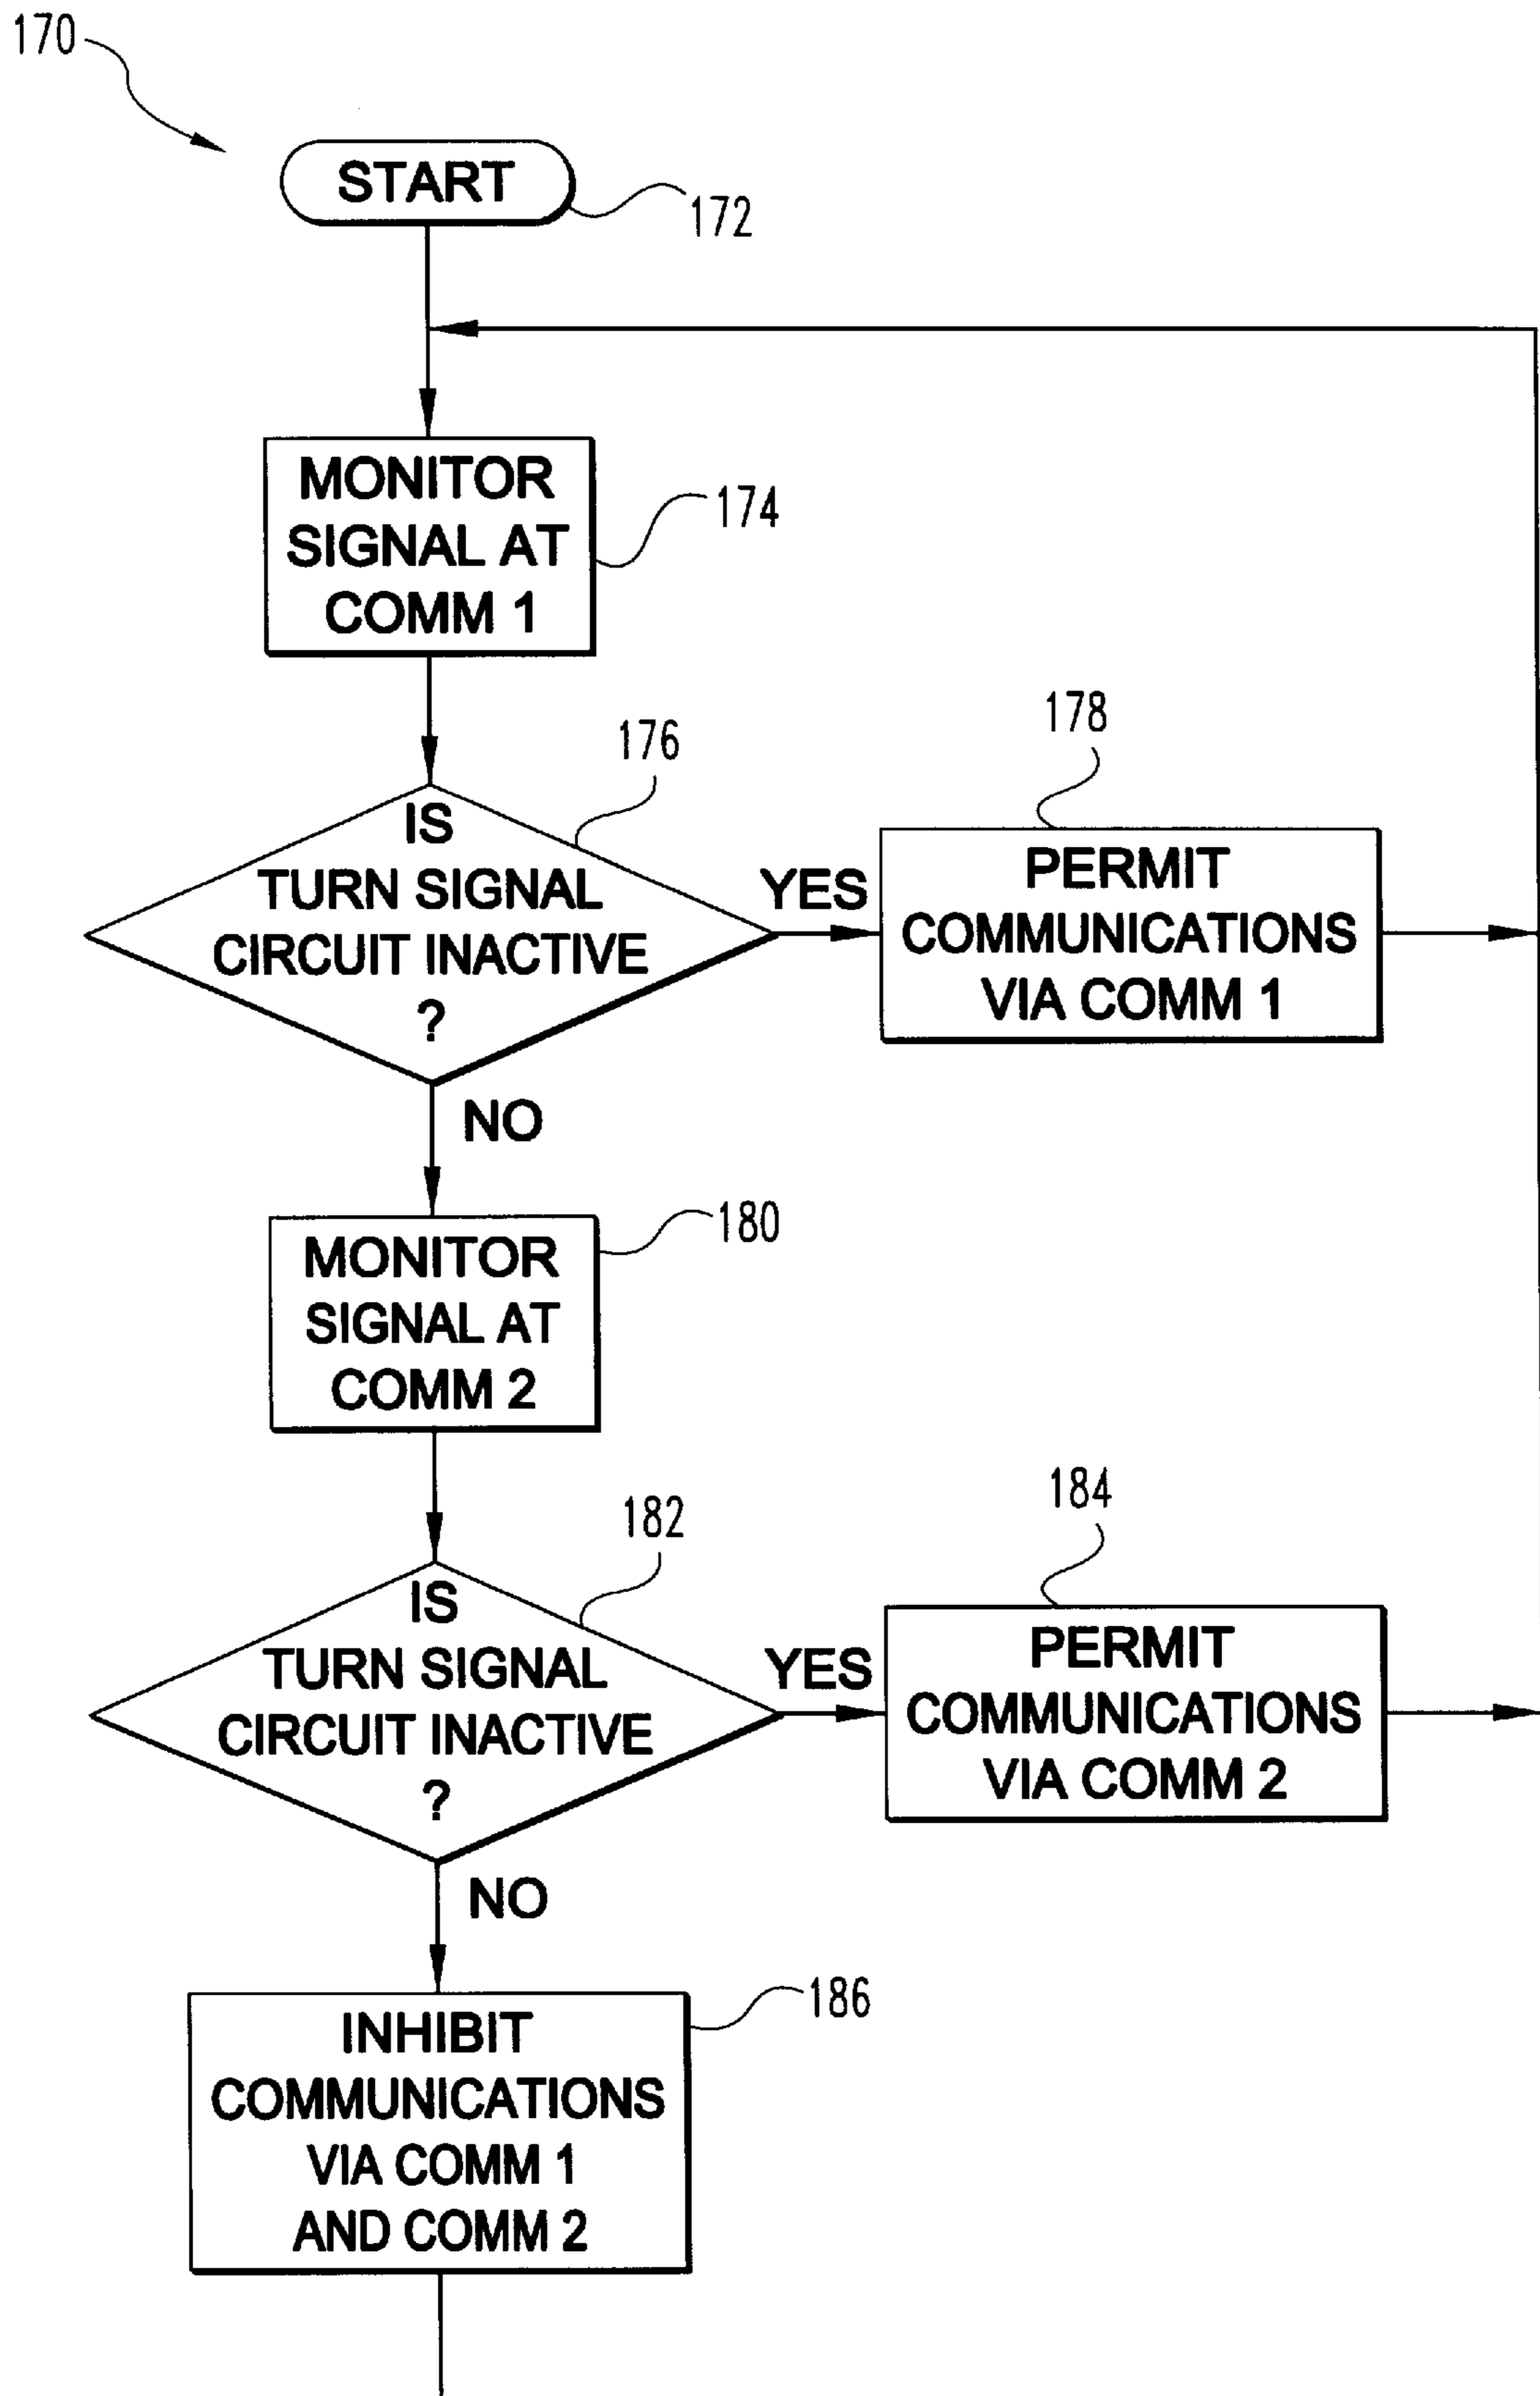 170
START
172
MONITOR
SIGNAL AT
COMM 1
174
176
IS
TURN SIGNAL
CIRCUIT INACTIVE
?
YES
178
PERMIT
COMMUNICATIONS
VIA COMM 1
NO
180
MONITOR
SIGNAL AT
COMM 2
182
IS
TURN SIGNAL
CIRCUIT INACTIVE
?
YES
184
PERMIT
COMMUNICATIONS
VIA COMM 2
NO
186
INHIBIT
COMMUNICATIONS
VIA COMM 1
AND COMM 2